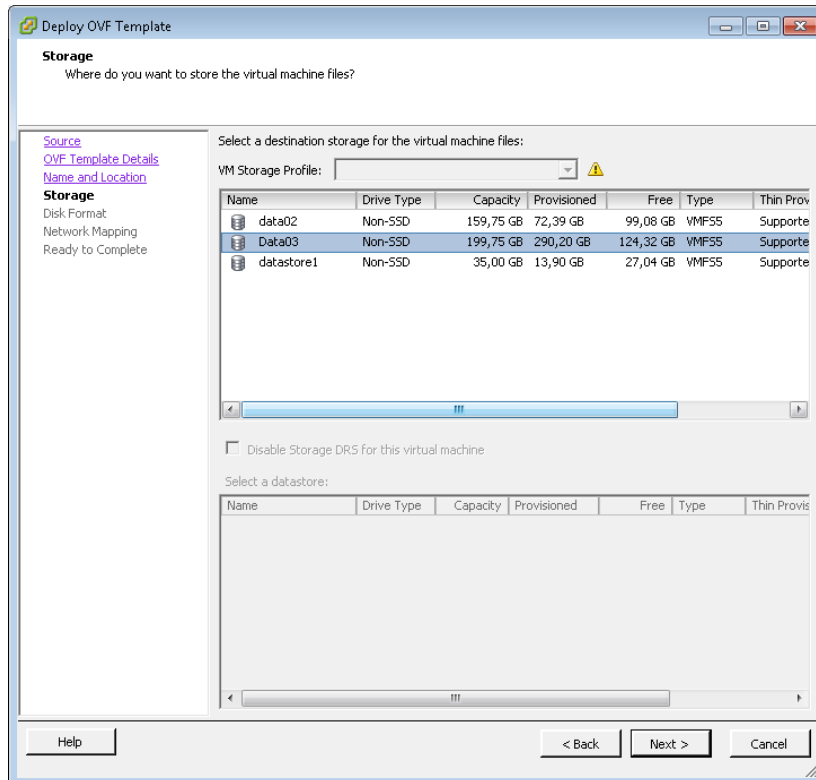 Deploy OVF Template
Storage
Where do you want to store the virtual machine files?
Source
OVF Template Details
Name and Location
Storage
Disk Format
Network Mapping
Ready to Complete
Select a destination storage for the virtual machine files:
VM Storage Profile:
Name Drive Type Capacity Provisioned Free Type Thin Prov
data02 Non-SSD 159,75 GB 72,39 GB 99,08 GB VMFS5 Supporte
Data03 Non-SSD 199,75 GB 290,20 GB 124,32 GB VMFS5 Supporte
datastore1 Non-SSD 35,00 GB 13,90 GB 27,04 GB VMFS5 Supporte
Disable Storage DRS for this virtual machine
Select a datastore:
Name Drive Type Capacity Provisioned Free Type Thin Provis
Help < Back Next > Cancel